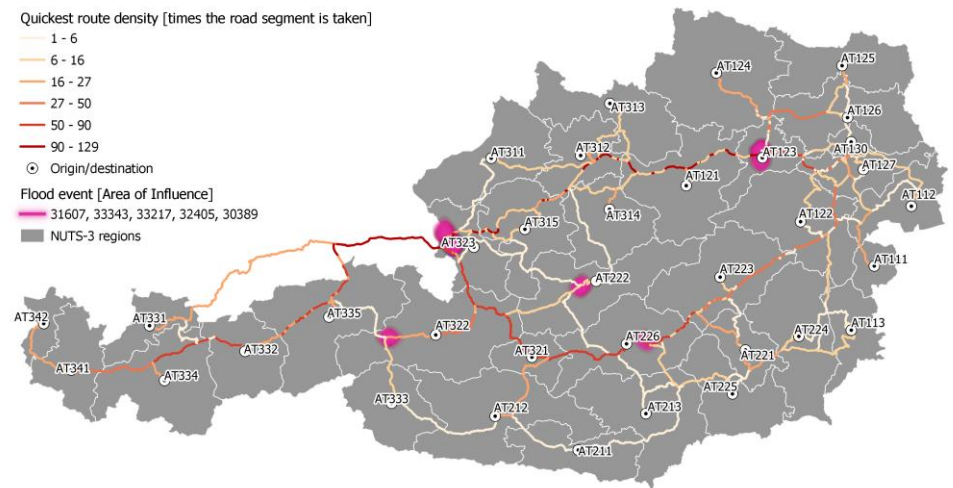 Quickest route density [times the road segment is taken]
1 - 6
6 - 16
16 - 27
27 - 50
50 - 90
90 - 129
Origin/destination
Flood event [Area of Influence]
31607, 33343, 33217, 32405, 30389
NUTS-3 regions
AT124
AT125
AT313
AT126
AT311
AT312
AT123
AT130
AT127
AT121
AT112
AT314
AT315
AT122
AT323
AT111
AT222
AT223
AT342
AT331
AT335
AT322
AT226
AT224
AT113
AT332
AT321
AT221
AT341
AT334
AT225
AT333
AT212
AT213
AT211